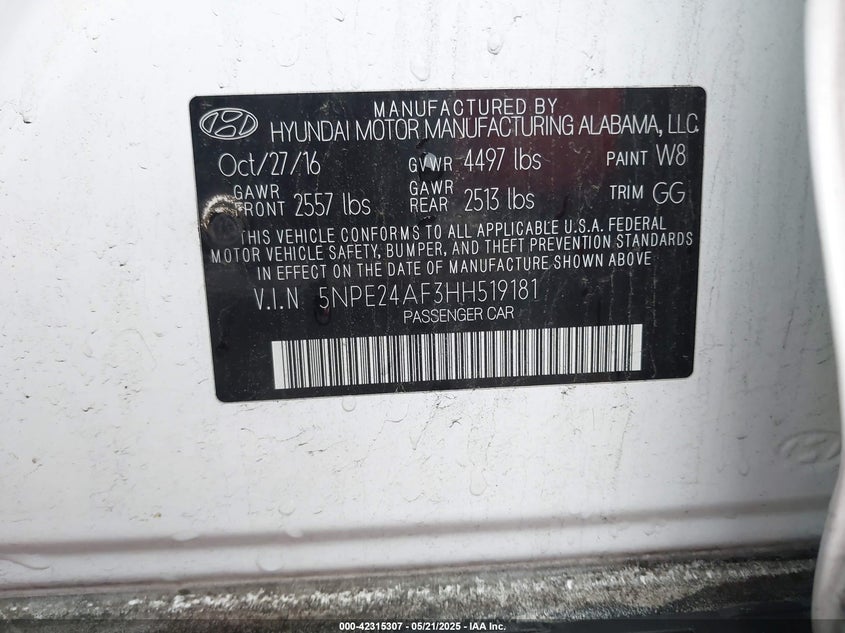 MANUFACTURED BY
HYUNDAI MOTOR MANUFACTURING ALABAMA, LLC.
Oct/27/16 GVWR 4497 lbs PAINT W8
GAWR FRONT 2557 lbs GAWR REAR 2513 lbs TRIM GG
THIS VEHICLE CONFORMS TO ALL APPLICABLE U.S.A. FEDERAL
MOTOR VEHICLE SAFETY, BUMPER, AND THEFT PREVENTION STANDARDS
IN EFFECT ON THE DATE OF MANUFACTURE SHOWN ABOVE.
V.I.N 5NPE24AF3HH519181
PASSENGER CAR
000-42315307 - 05/21/2025 - IAA Inc.